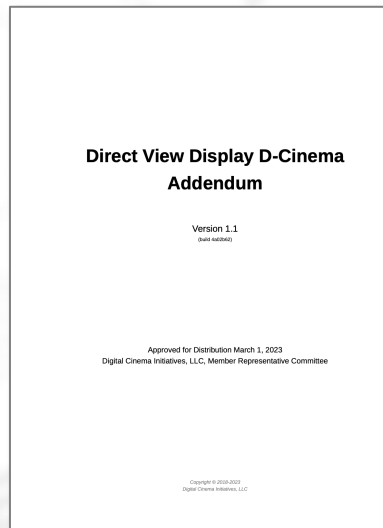 Direct View Display D-Cinema
Addendum
Version 1.1
(build 4a02b62)
Approved for Distribution March 1, 2023
Digital Cinema Initiatives, LLC, Member Representative Committee
Copyright © 2018-2023
Digital Cinema Initiatives, LLC